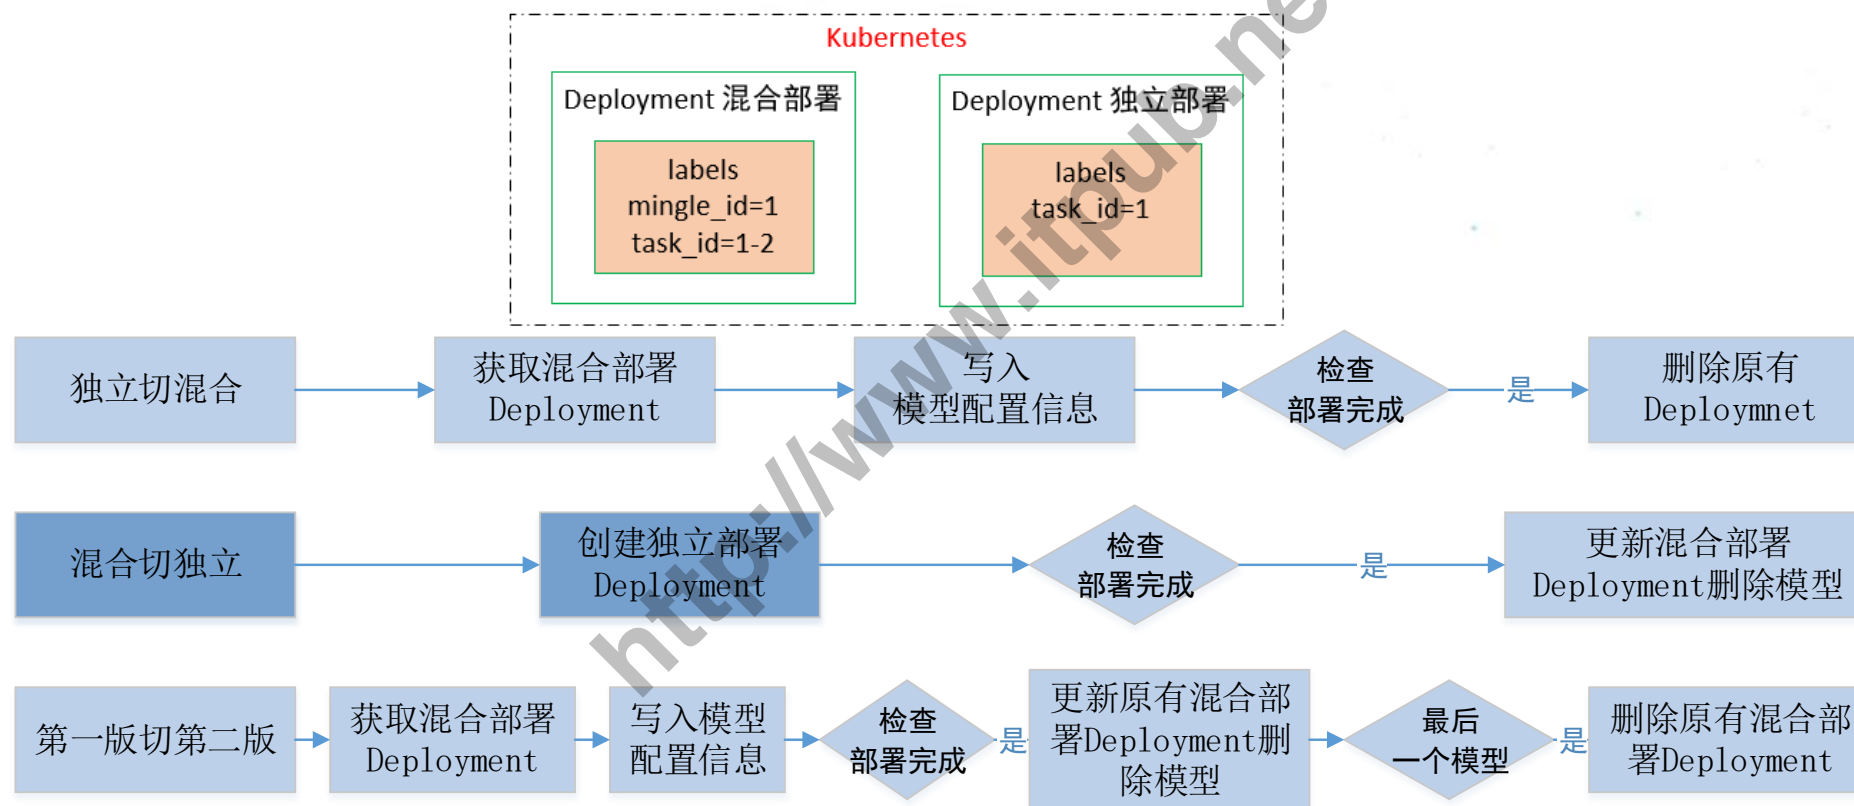 Kubernetes
Deployment 混合部署
labels
mingle_id=1
task_id=1-2
Deployment 独立部署
labels
task_id=1
独立切混合
获取混合部署
Deployment
写入
模型配置信息
检查
部署完成
是
删除原有
Deploymnet
混合切独立
创建独立部署
Deployment
检查
部署完成
是
更新混合部署
Deployment删除模型
第一版切第二版
获取混合部署
Deployment
写入模型
配置信息
检查
部署完成
是
更新原有混合部
署Deployment删
除模型
最后
一个模型
是
删除原有混合部
署Deployment
http://www.itpub.ne